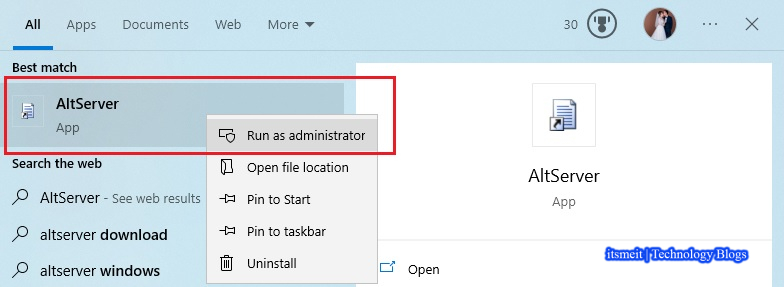 All Apps Documents Web More 30
Best match
AltServer
App
Run as administrator
Open file location
Pin to Start
Pin to taskbar
Uninstall
Search the web
AltServer - See web results
altserver download
altserver windows
AltServer
App
itsmeit | Technology Blogs
Open